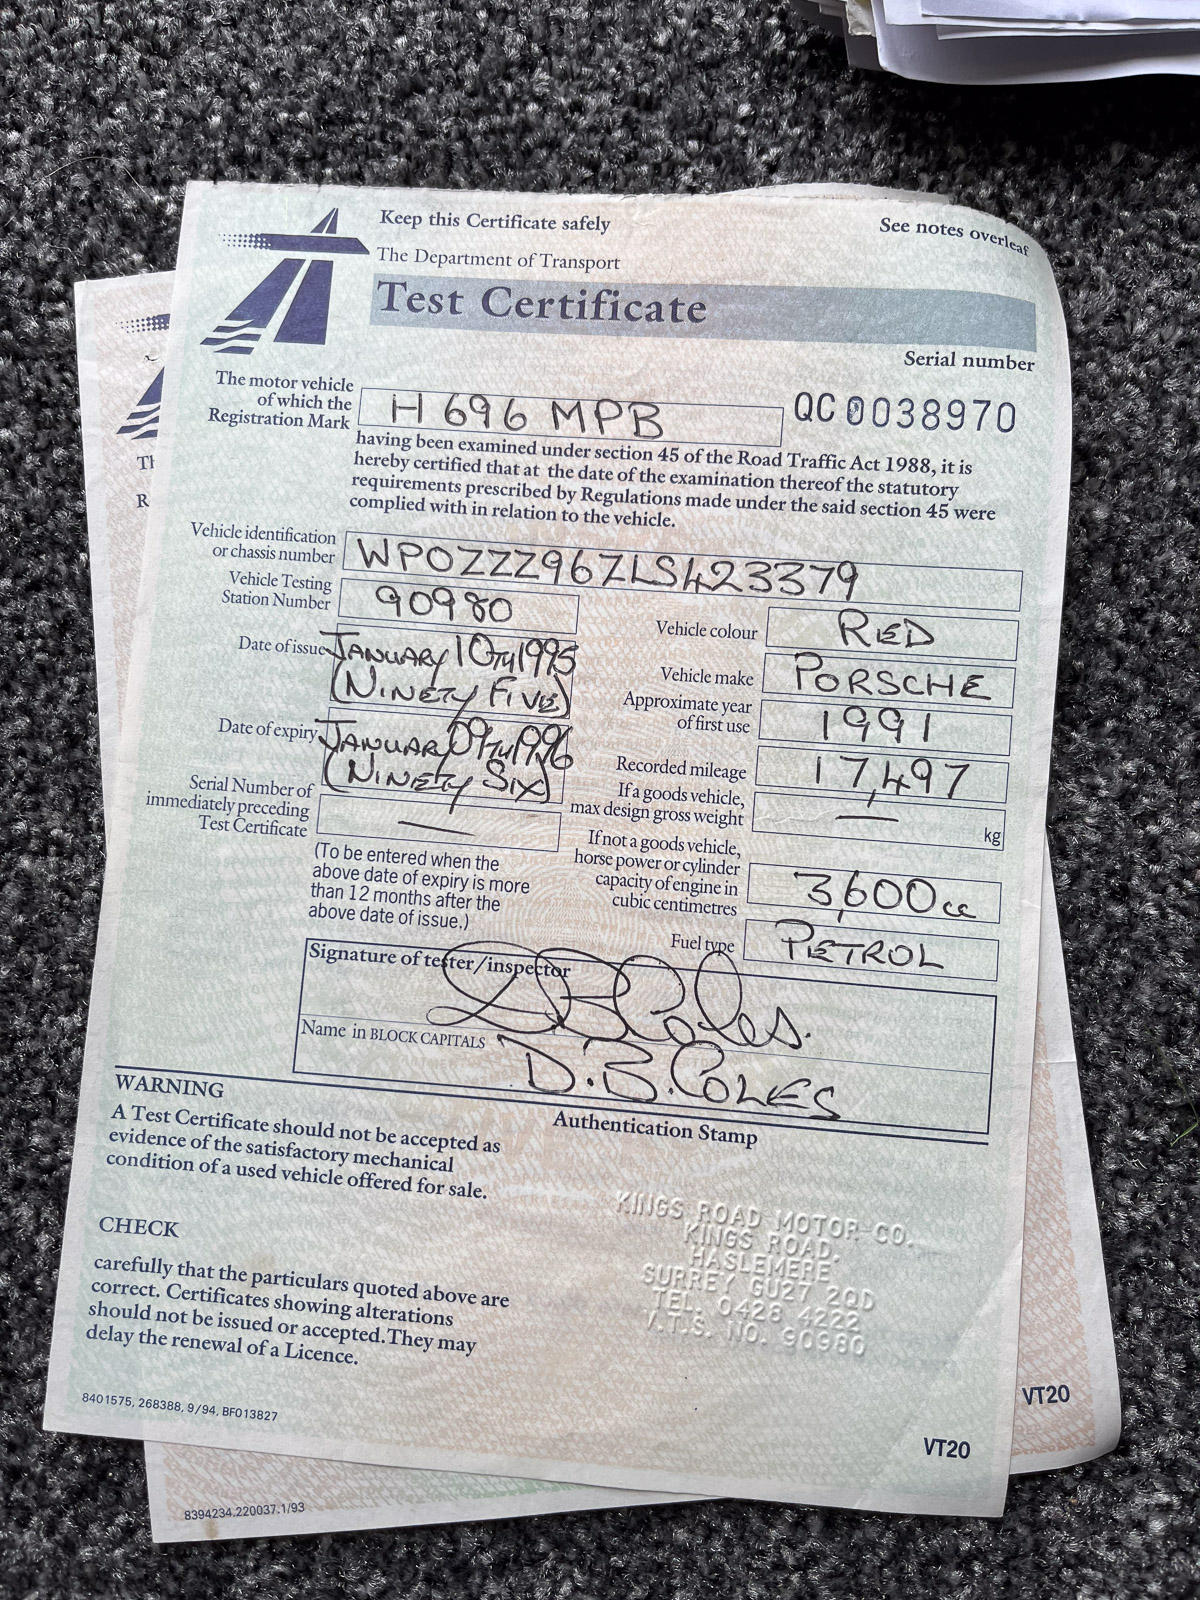 Keep this Certificate safely
See notes overleaf
The Department of Transport
Test Certificate
Serial number
The motor vehicle
of which the
Registration Mark
H 696 MPB
QC 0038970
having been examined under section 45 of the Road Traffic Act 1988, it is
hereby certified that at the date of the examination thereof the statutory
requirements prescribed by Regulations made under the said section 45 were
complied with in relation to the vehicle.
Vehicle identification
or chassis number
WPOZZZ96ZLS423379
Vehicle Testing
Station Number
90980
Vehicle colour
RED
Date of issue
JANUARY 10TH 1995
(NINETY FIVE)
Vehicle make
PORSCHE
Approximate year
of first use
1991
Date of expiry
JANUARY 09TH 1996
(NINETY SIX)
Recorded mileage
17,497
Serial Number of
immediately preceding
Test Certificate
—
If a goods vehicle,
max design gross weight
— kg
(To be entered when the
above date of expiry is more
than 12 months after the
above date of issue.)
If not a goods vehicle,
horse power or cylinder
capacity of engine in
cubic centimetres
3,600cc
Fuel type
PETROL
Signature of tester/inspector
D.B.Coles.
Name in BLOCK CAPITALS
D.B.COLES
WARNING
A Test Certificate should not be accepted as
evidence of the satisfactory mechanical
condition of a used vehicle offered for sale.
Authentication Stamp
KINGS ROAD MOTOR CO.
KINGS ROAD.
HASLEMERE
SURREY GU27 2QD
TEL. 0428 4222
V.T.S. NO. 90980
CHECK
carefully that the particulars quoted above are
correct. Certificates showing alterations
should not be issued or accepted. They may
delay the renewal of a Licence.
8401575, 268388, 9/94, BF013827
VT20
VT20
8394234.220037.1/93